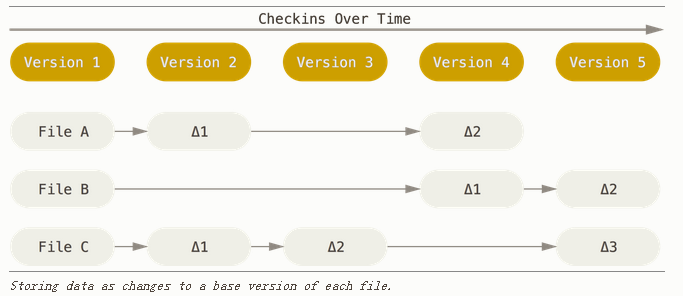 Checkins Over Time
Version 1 Version 2 Version 3 Version 4 Version 5
File A Δ1 Δ2
File B Δ1 Δ2
File C Δ1 Δ2 Δ3
Storing data as changes to a base version of each file.